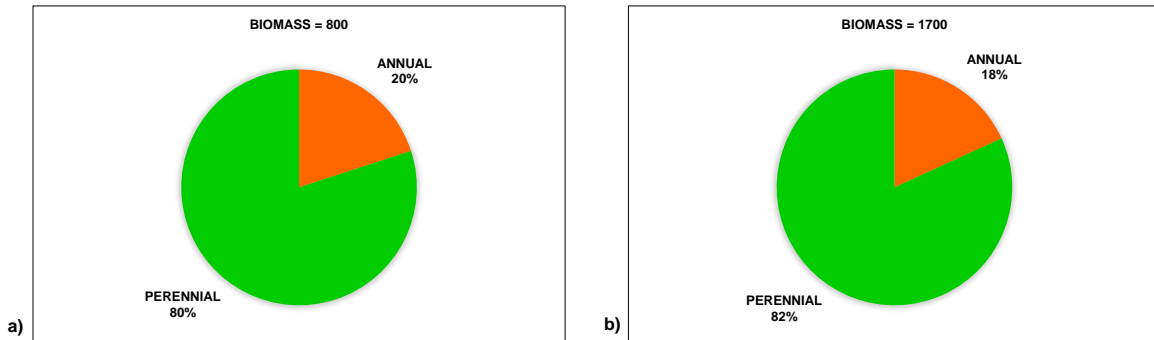 BIOMASS = 800
ANNUAL
20%
PERENNIAL
80%
a)
BIOMASS = 1700
ANNUAL
18%
PERENNIAL
82%
b)